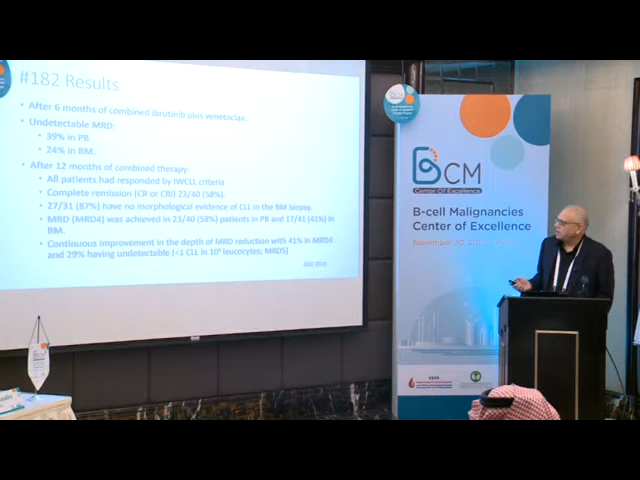 #182 Results
• After 6 months of combined ibrutinib plus venetoclax:
Undetectable MRD:
• 39% in PB
• 24% in BM.
• After 12 months of combined therapy:
• All patients had responded by IWCLL criteria
• Complete remission (CR or CRi) 23/40 (58%).
• 27/31 (87%) have no morphological evidence of CLL in the BM biopsy.
• MRD (MRD4) was achieved in 23/40 (58%) patients in PB and 17/41 (41%) in
BM.
• Continuous improvement in the depth of MRD reduction with 41% in MRD4
and 29% having undetectable (<1 CLL in 10⁵ leucocytes; MRD5)
BCM
Center Of Excellence
B-cell Malignancies
Center of Excellence
November 20,